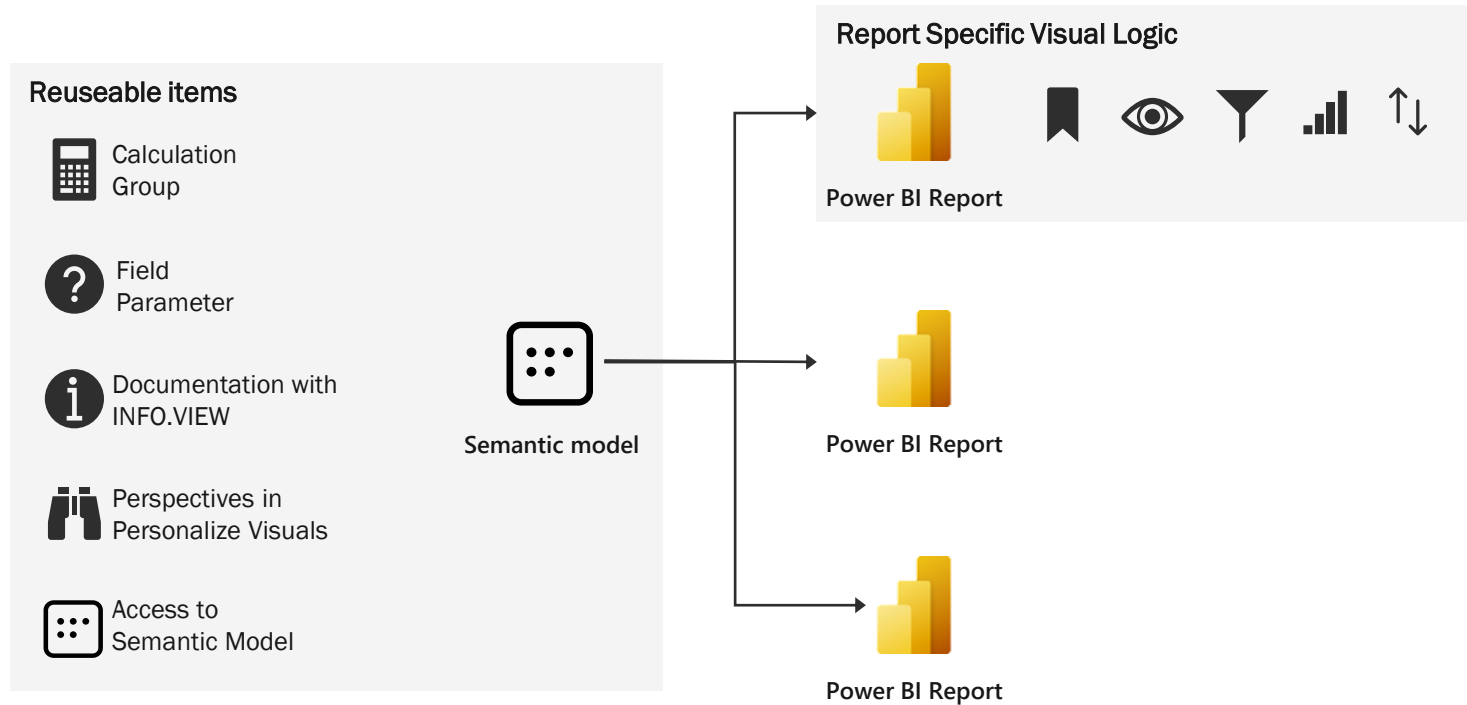 Reuseable items
Calculation
Group
Field
Parameter
Documentation with
INFO.VIEW
Perspectives in
Personalize Visuals
Access to
Semantic Model
Semantic model
Report Specific Visual Logic
Power BI Report
Power BI Report
Power BI Report